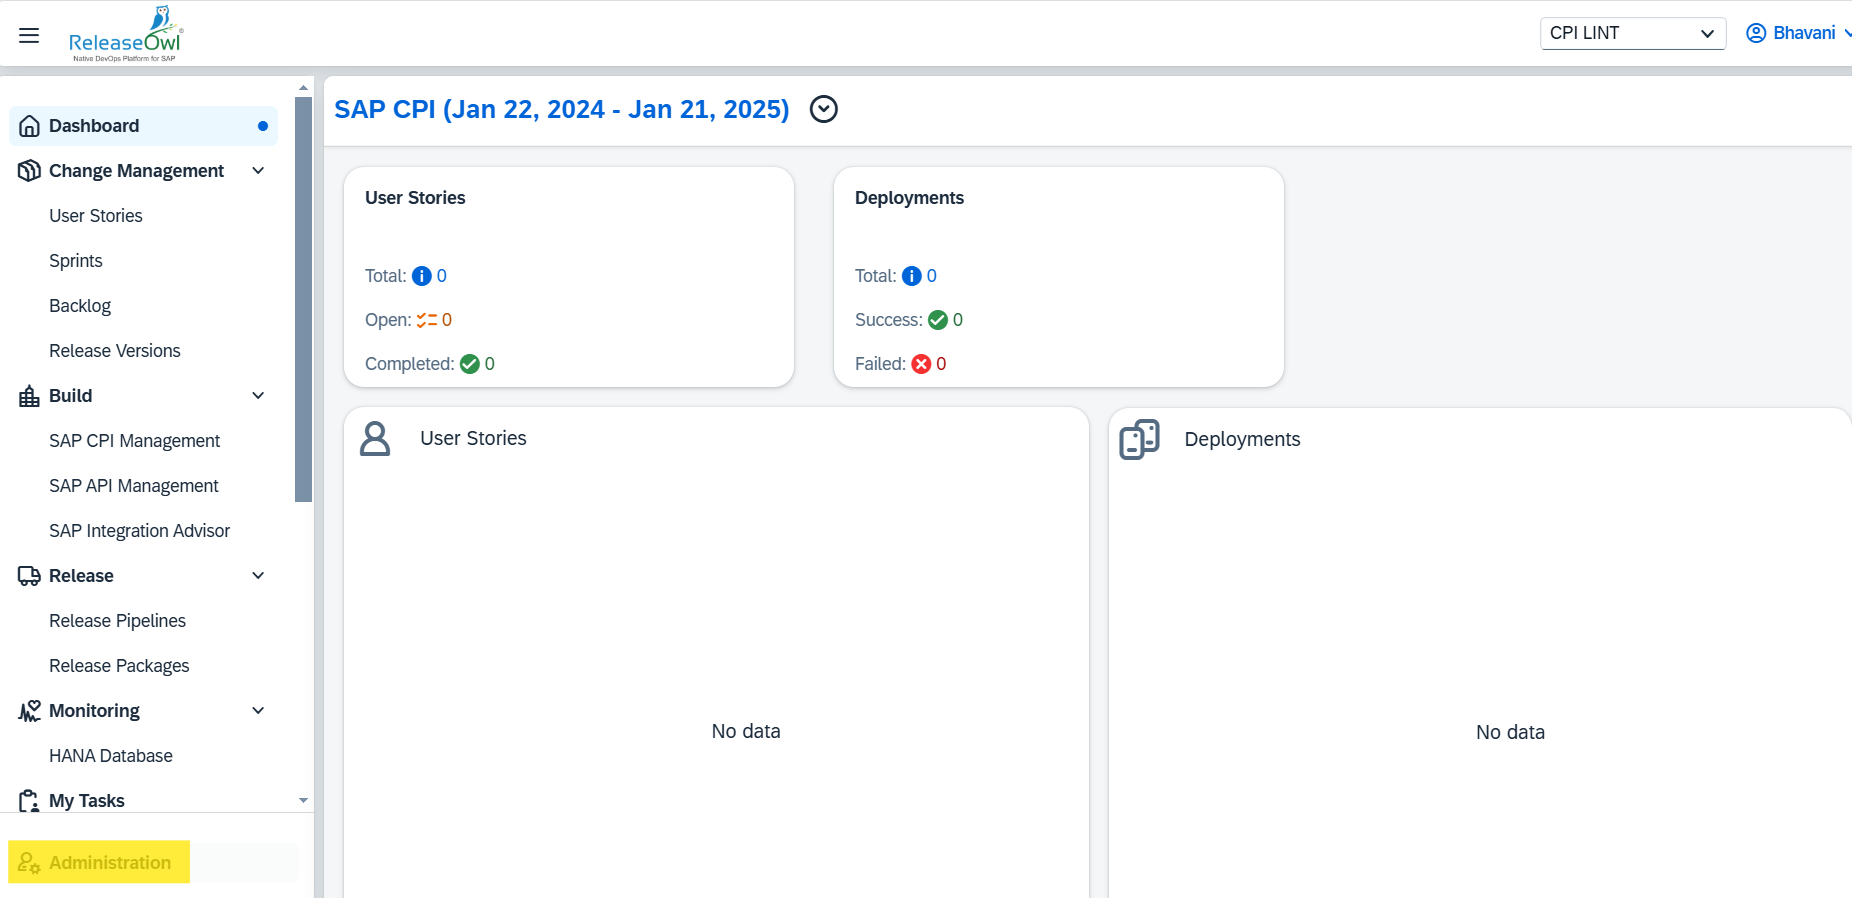 ReleaseOwl®
Native DevOps Platform for SAP
CPI LINT
Bhavani
Dashboard
Change Management
User Stories
Sprints
Backlog
Release Versions
Build
SAP CPI Management
SAP API Management
SAP Integration Advisor
Release
Release Pipelines
Release Packages
Monitoring
HANA Database
My Tasks
Administration
SAP CPI (Jan 22, 2024 - Jan 21, 2025)
User Stories
Total: 0
Open: 0
Completed: 0
Deployments
Total: 0
Success: 0
Failed: 0
User Stories
No data
Deployments
No data